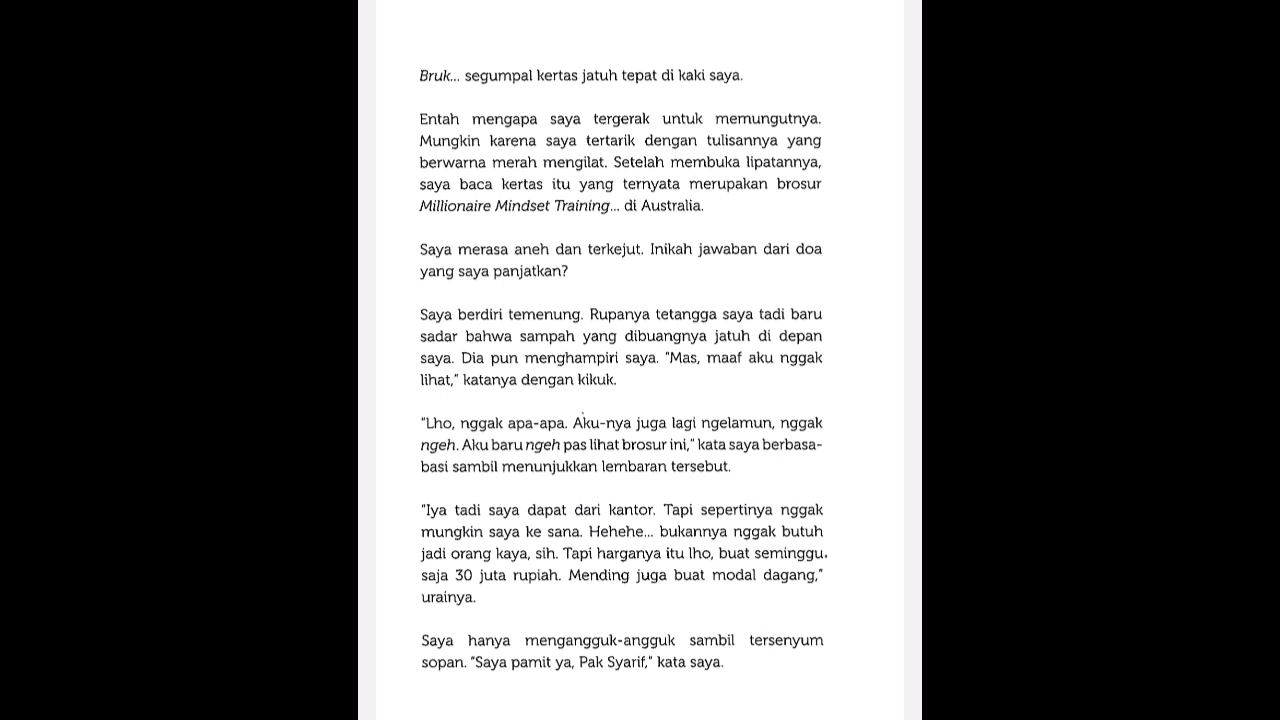 Bruk... segumpal kertas jatuh tepat di kaki saya.
Entah mengapa saya tergerak untuk memungutnya.
Mungkin karena saya tertarik dengan tulisannya yang
berwarna merah mengilat. Setelah membuka lipatannya,
saya baca kertas itu yang ternyata merupakan brosur
Millionaire Mindset Training... di Australia.
Saya merasa aneh dan terkejut. Inikah jawaban dari doa
yang saya panjatkan?
Saya berdiri temenung. Rupanya tetangga saya tadi baru
sadar bahwa sampah yang dibuangnya jatuh di depan
saya. Dia pun menghampiri saya. "Mas, maaf aku nggak
lihat," katanya dengan kikuk.
"Lho, nggak apa-apa. Aku-nya juga lagi ngelamun, nggak
ngeh. Aku baru ngeh pas lihat brosur ini," kata saya berbasa-
basi sambil menunjukkan lembaran tersebut.
"Iya tadi saya dapat dari kantor. Tapi sepertinya nggak
mungkin saya ke sana. Hehehe... bukannya nggak butuh
jadi orang kaya, sih. Tapi harganya itu lho, buat seminggu
saja 30 juta rupiah. Mending juga buat modal dagang,"
urainya.
Saya hanya mengangguk-angguk sambil tersenyum
sopan. "Saya pamit ya, Pak Syarif," kata saya.